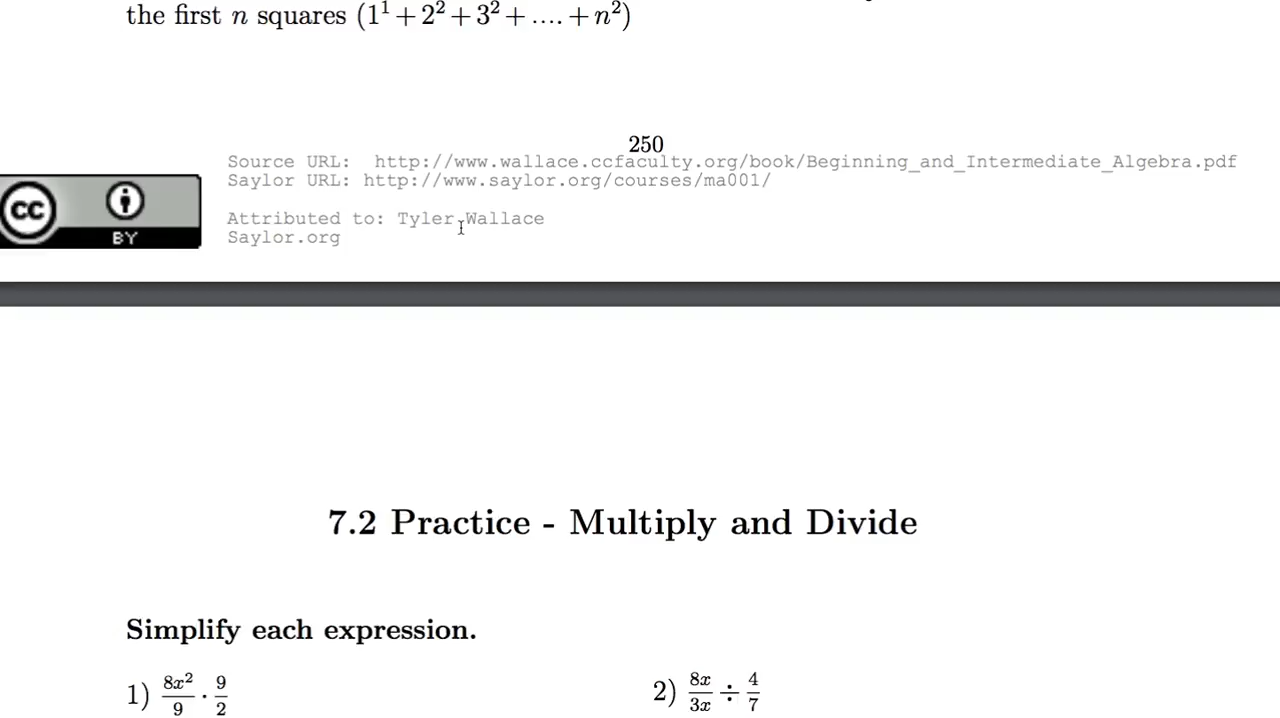 the first n squares (1¹ + 2² + 3² + .... + n²)
250
Source URL: http://www.wallace.ccfaculty.org/book/Beginning_and_Intermediate_Algebra.pdf
Saylor URL: http://www.saylor.org/courses/ma001/
Attributed to: Tyler Wallace
Saylor.org
cc
BY
7.2 Practice - Multiply and Divide
Simplify each expression.
1) 8x²/9 · 9/2
2) 8x/3x ÷ 4/7